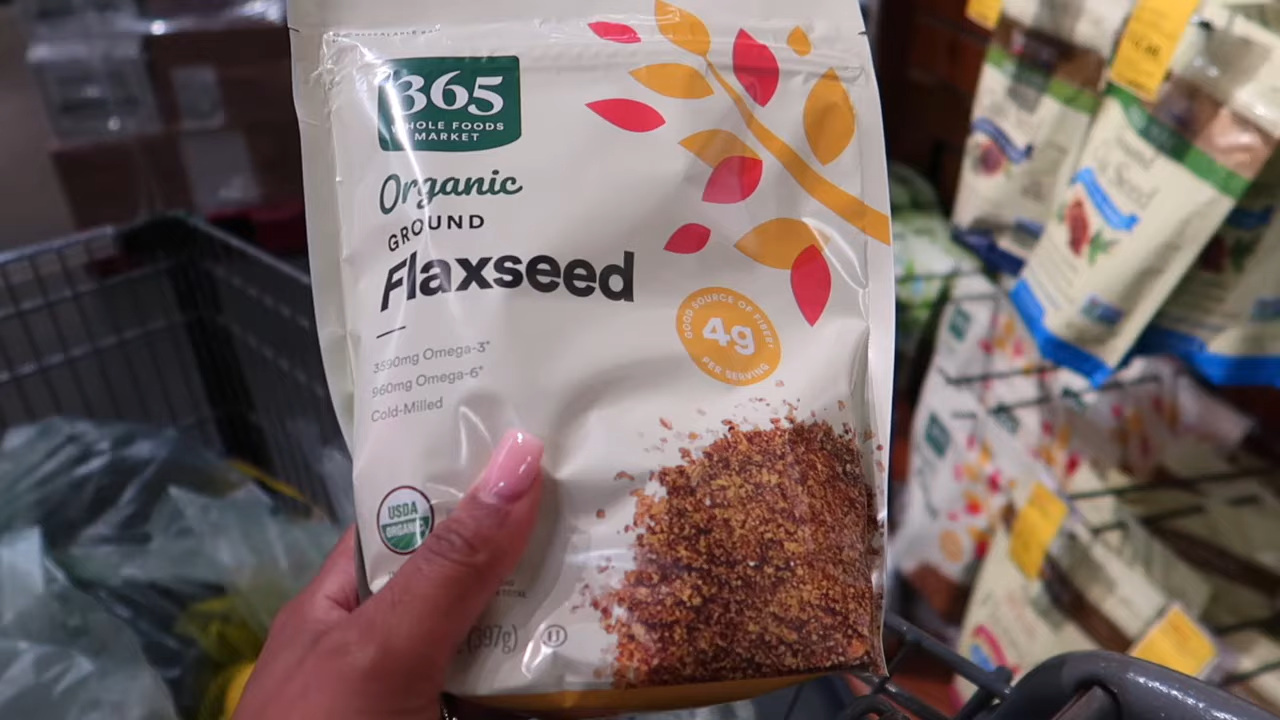 365
WHOLE FOODS
MARKET
Organic
GROUND
Flaxseed
3590mg Omega-3*
960mg Omega-6*
Cold-Milled
GOOD SOURCE OF FIBER†
4g
PER SERVING
USDA
ORGANIC
(397g)
Seed